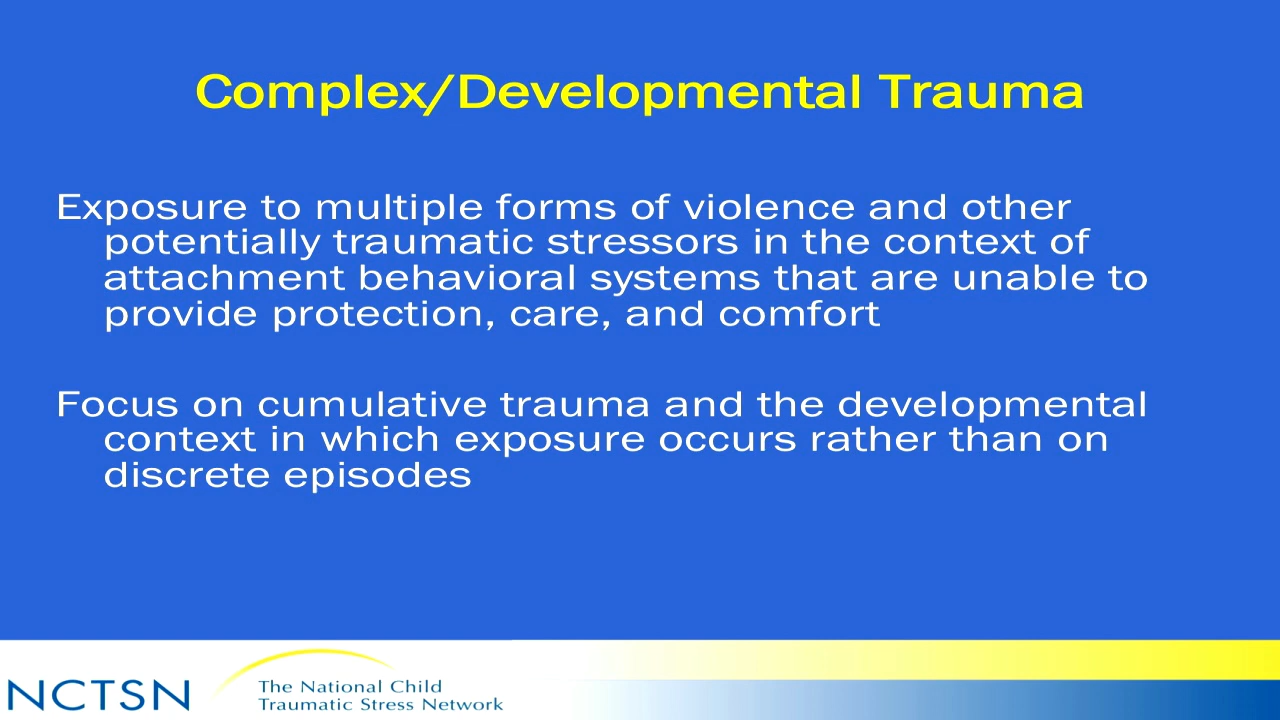 Complex/Developmental Trauma
Exposure to multiple forms of violence and other
potentially traumatic stressors in the context of
attachment behavioral systems that are unable to
provide protection, care, and comfort
Focus on cumulative trauma and the developmental
context in which exposure occurs rather than on
discrete episodes
NCTSN
The National Child
Traumatic Stress Network